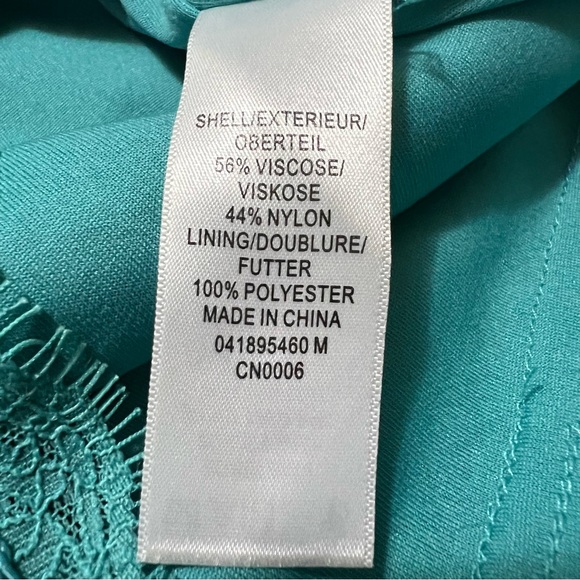 SHELL/EXTERIEUR/
OBERTEIL
56% VISCOSE/
VISKOSE
44% NYLON
LINING/DOUBLURE/
FUTTER
100% POLYESTER
MADE IN CHINA
041895460 M
CN0006